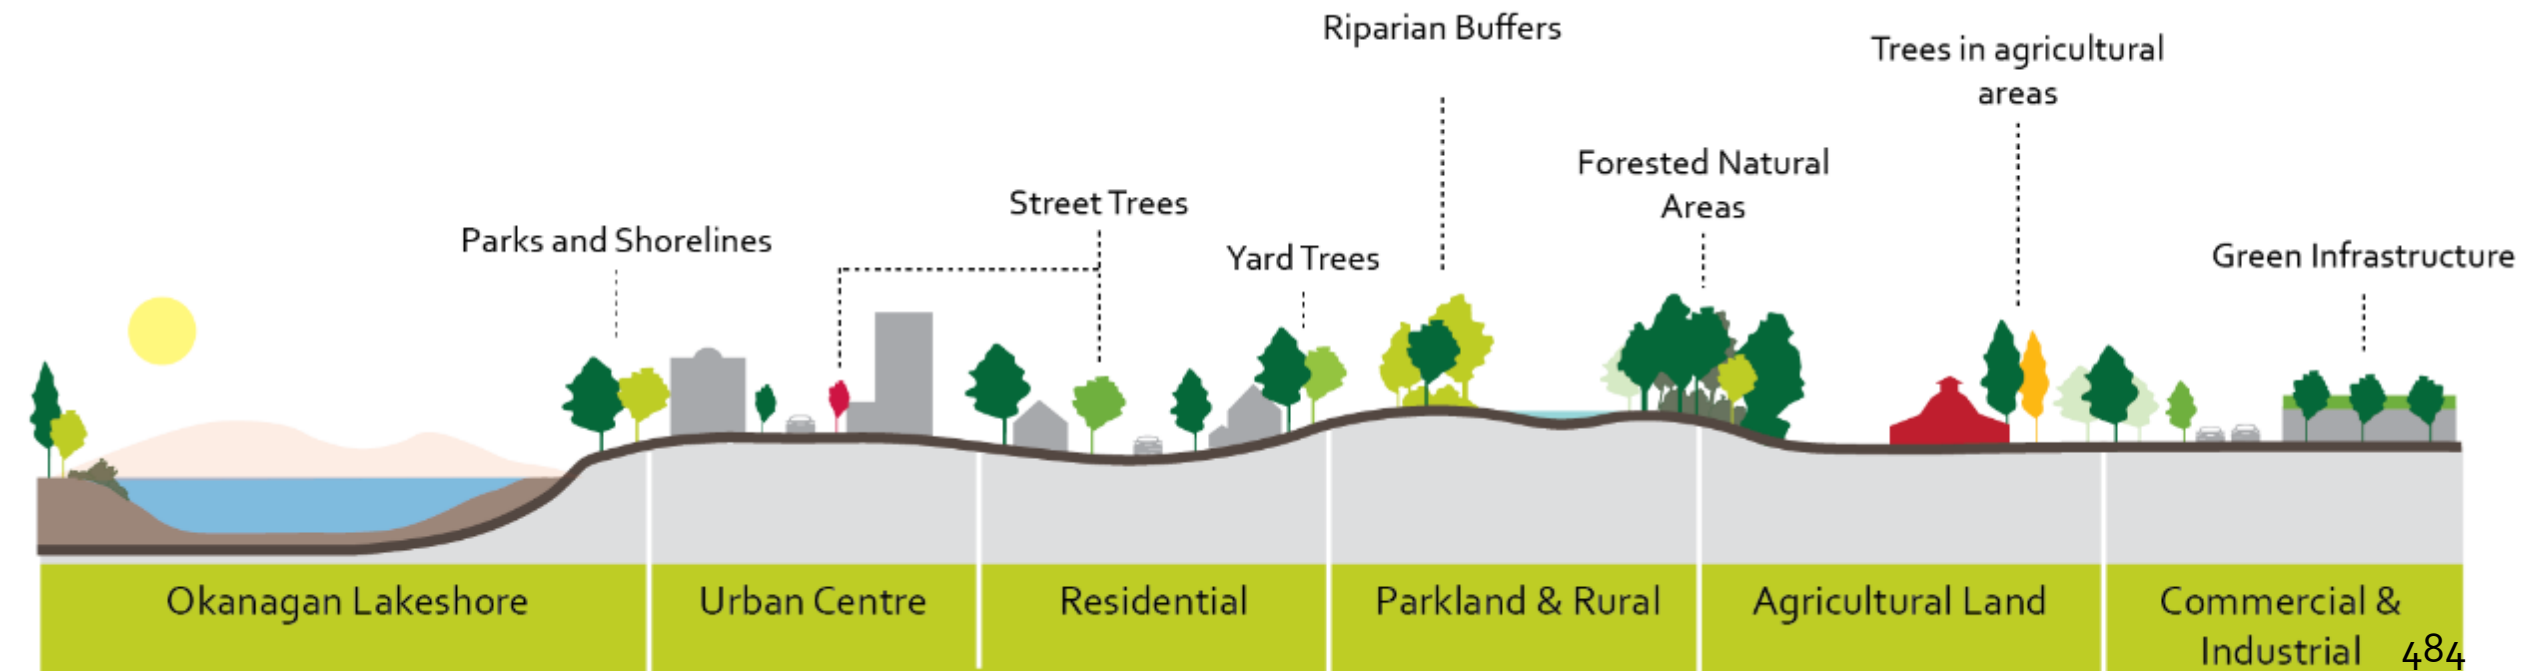 Riparian Buffers
Trees in agricultural
areas
Forested Natural
Areas
Street Trees
Parks and Shorelines
Yard Trees
Green Infrastructure
Okanagan Lakeshore
Urban Centre
Residential
Parkland & Rural
Agricultural Land
Commercial &
Industrial
484